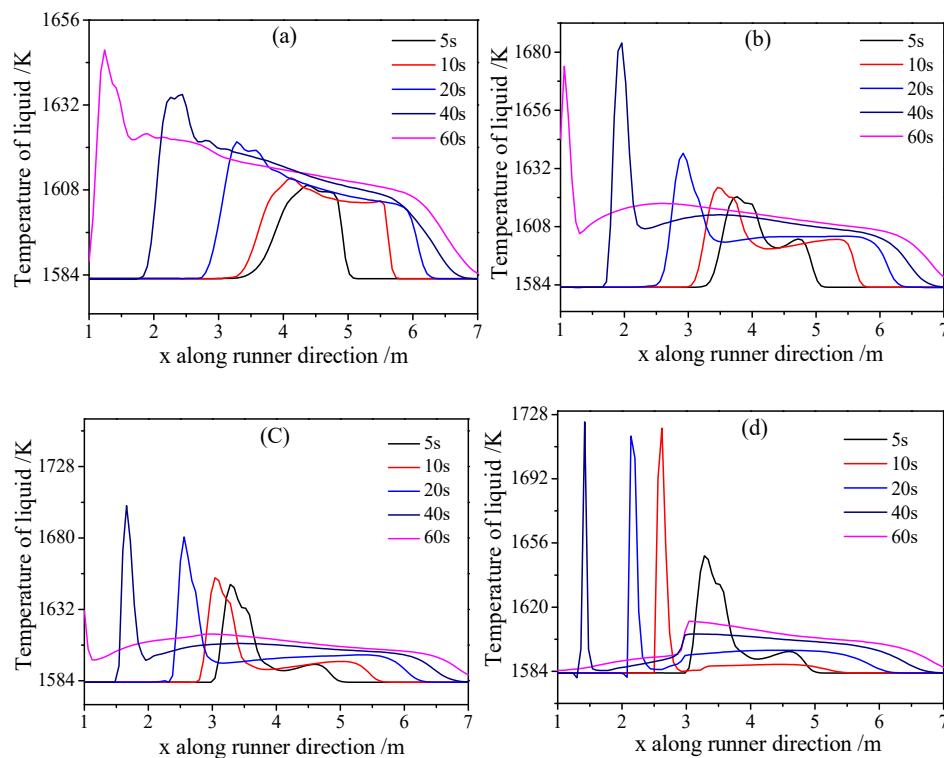 (a)
Temperature of liquid /K
1656
1632
1608
1584
5s
10s
20s
40s
60s
1 2 3 4 5 6 7
x along runner direction /m
(b)
Temperature of liquid /K
1680
1656
1632
1608
1584
5s
10s
20s
40s
60s
1 2 3 4 5 6 7
x along runner direction /m
(C)
Temperature of liquid /K
1728
1680
1632
1584
5s
10s
20s
40s
60s
1 2 3 4 5 6 7
x along runner direction /m
(d)
Temperature of liquid /K
1728
1692
1656
1620
1584
5s
10s
20s
40s
60s
1 2 3 4 5 6 7
x along runner direction /m